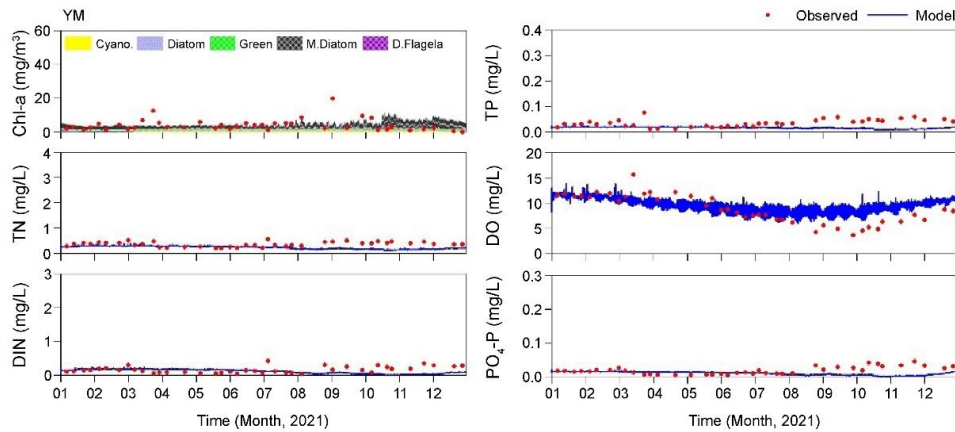 YM
Observed Model
Cyano. Diatom Green M.Diatom D.Flagela
Chl-a (mg/m³)
60
40
20
0
TP (mg/L)
0.4
0.3
0.2
0.1
0.0
TN (mg/L)
4
3
2
1
0
DO (mg/L)
20
15
10
5
0
DIN (mg/L)
3
2
1
0
PO₄-P (mg/L)
0.3
0.2
0.1
0.0
01 02 03 04 05 06 07 08 09 10 11 12
Time (Month, 2021)
01 02 03 04 05 06 07 08 09 10 11 12
Time (Month, 2021)